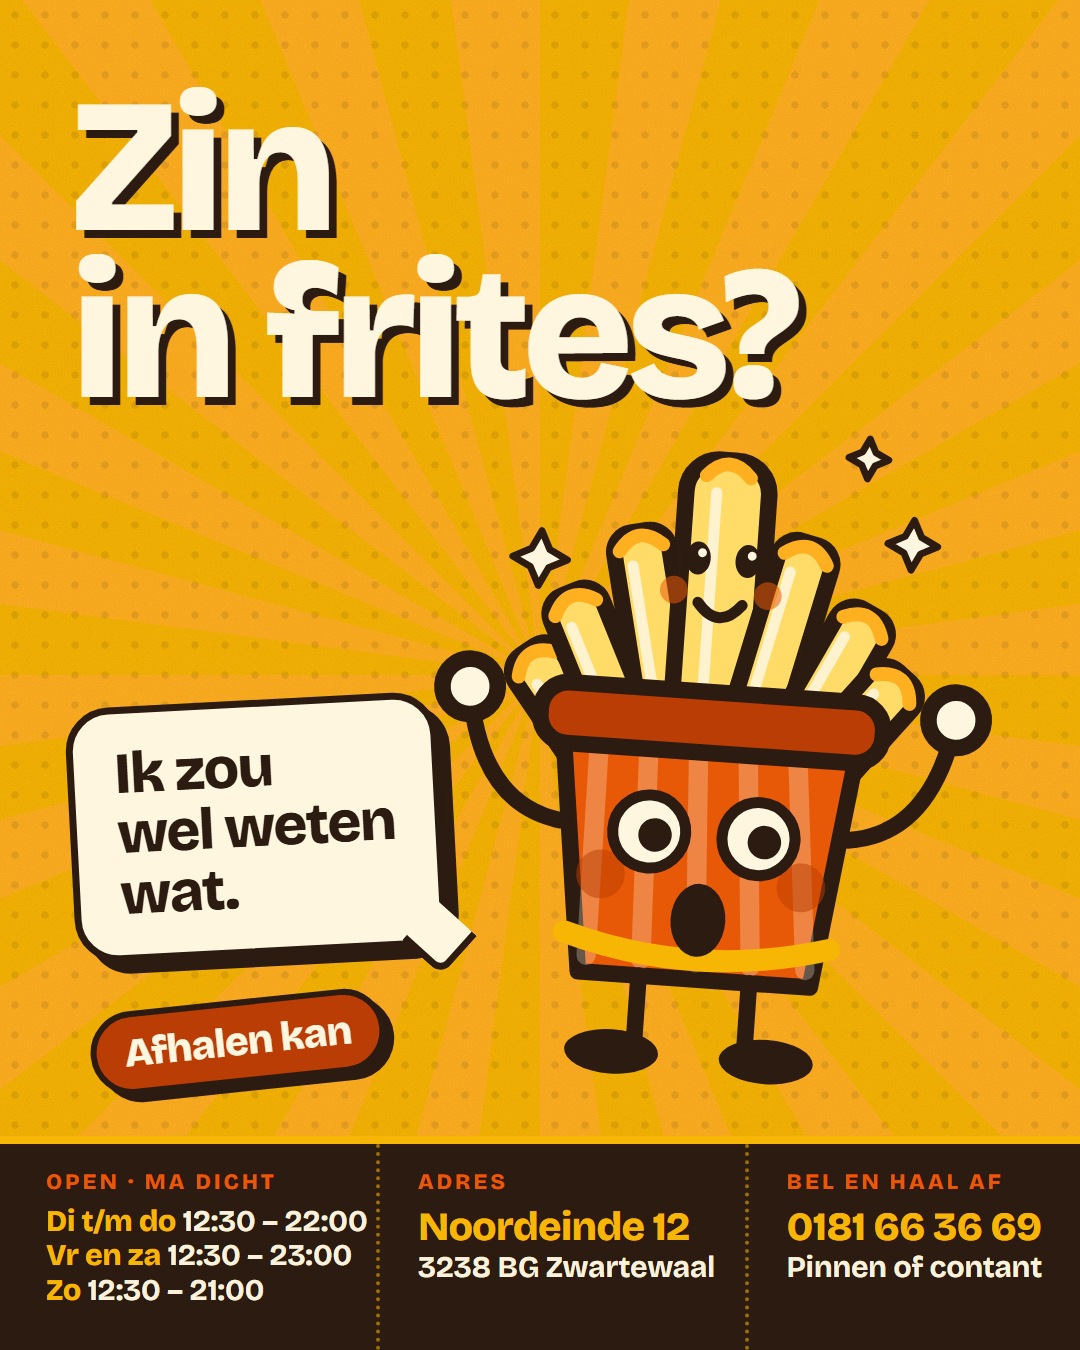 Zin
in frites?
Ik zou
wel weten
wat.
Afhalen kan
OPEN · MA DICHT
Di t/m do 12:30 – 22:00
Vr en za 12:30 – 23:00
Zo 12:30 – 21:00
ADRES
Noordeinde 12
3238 BG Zwartewaal
BEL EN HAAL AF
0181 66 36 69
Pinnen of contant